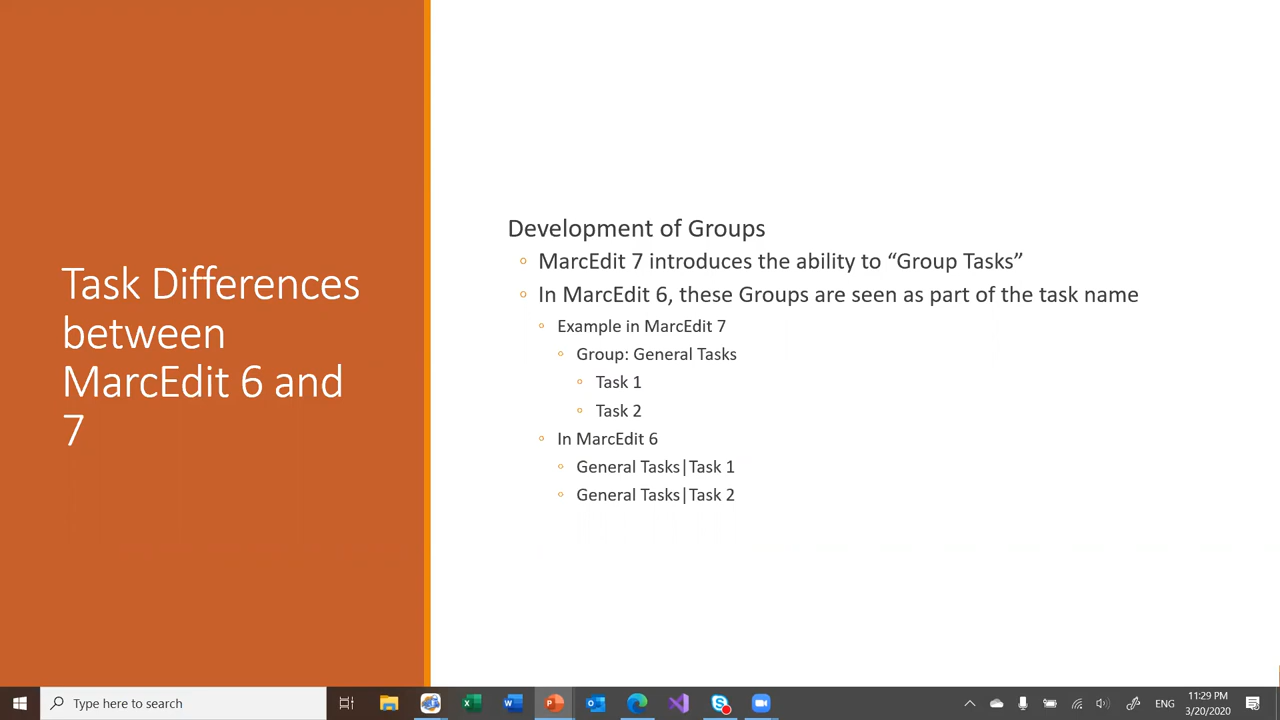 Task Differences
between
MarcEdit 6 and
7
Development of Groups
MarcEdit 7 introduces the ability to “Group Tasks”
In MarcEdit 6, these Groups are seen as part of the task name
Example in MarcEdit 7
Group: General Tasks
Task 1
Task 2
In MarcEdit 6
General Tasks|Task 1
General Tasks|Task 2
Type here to search
ENG
11:29 PM
3/20/2020